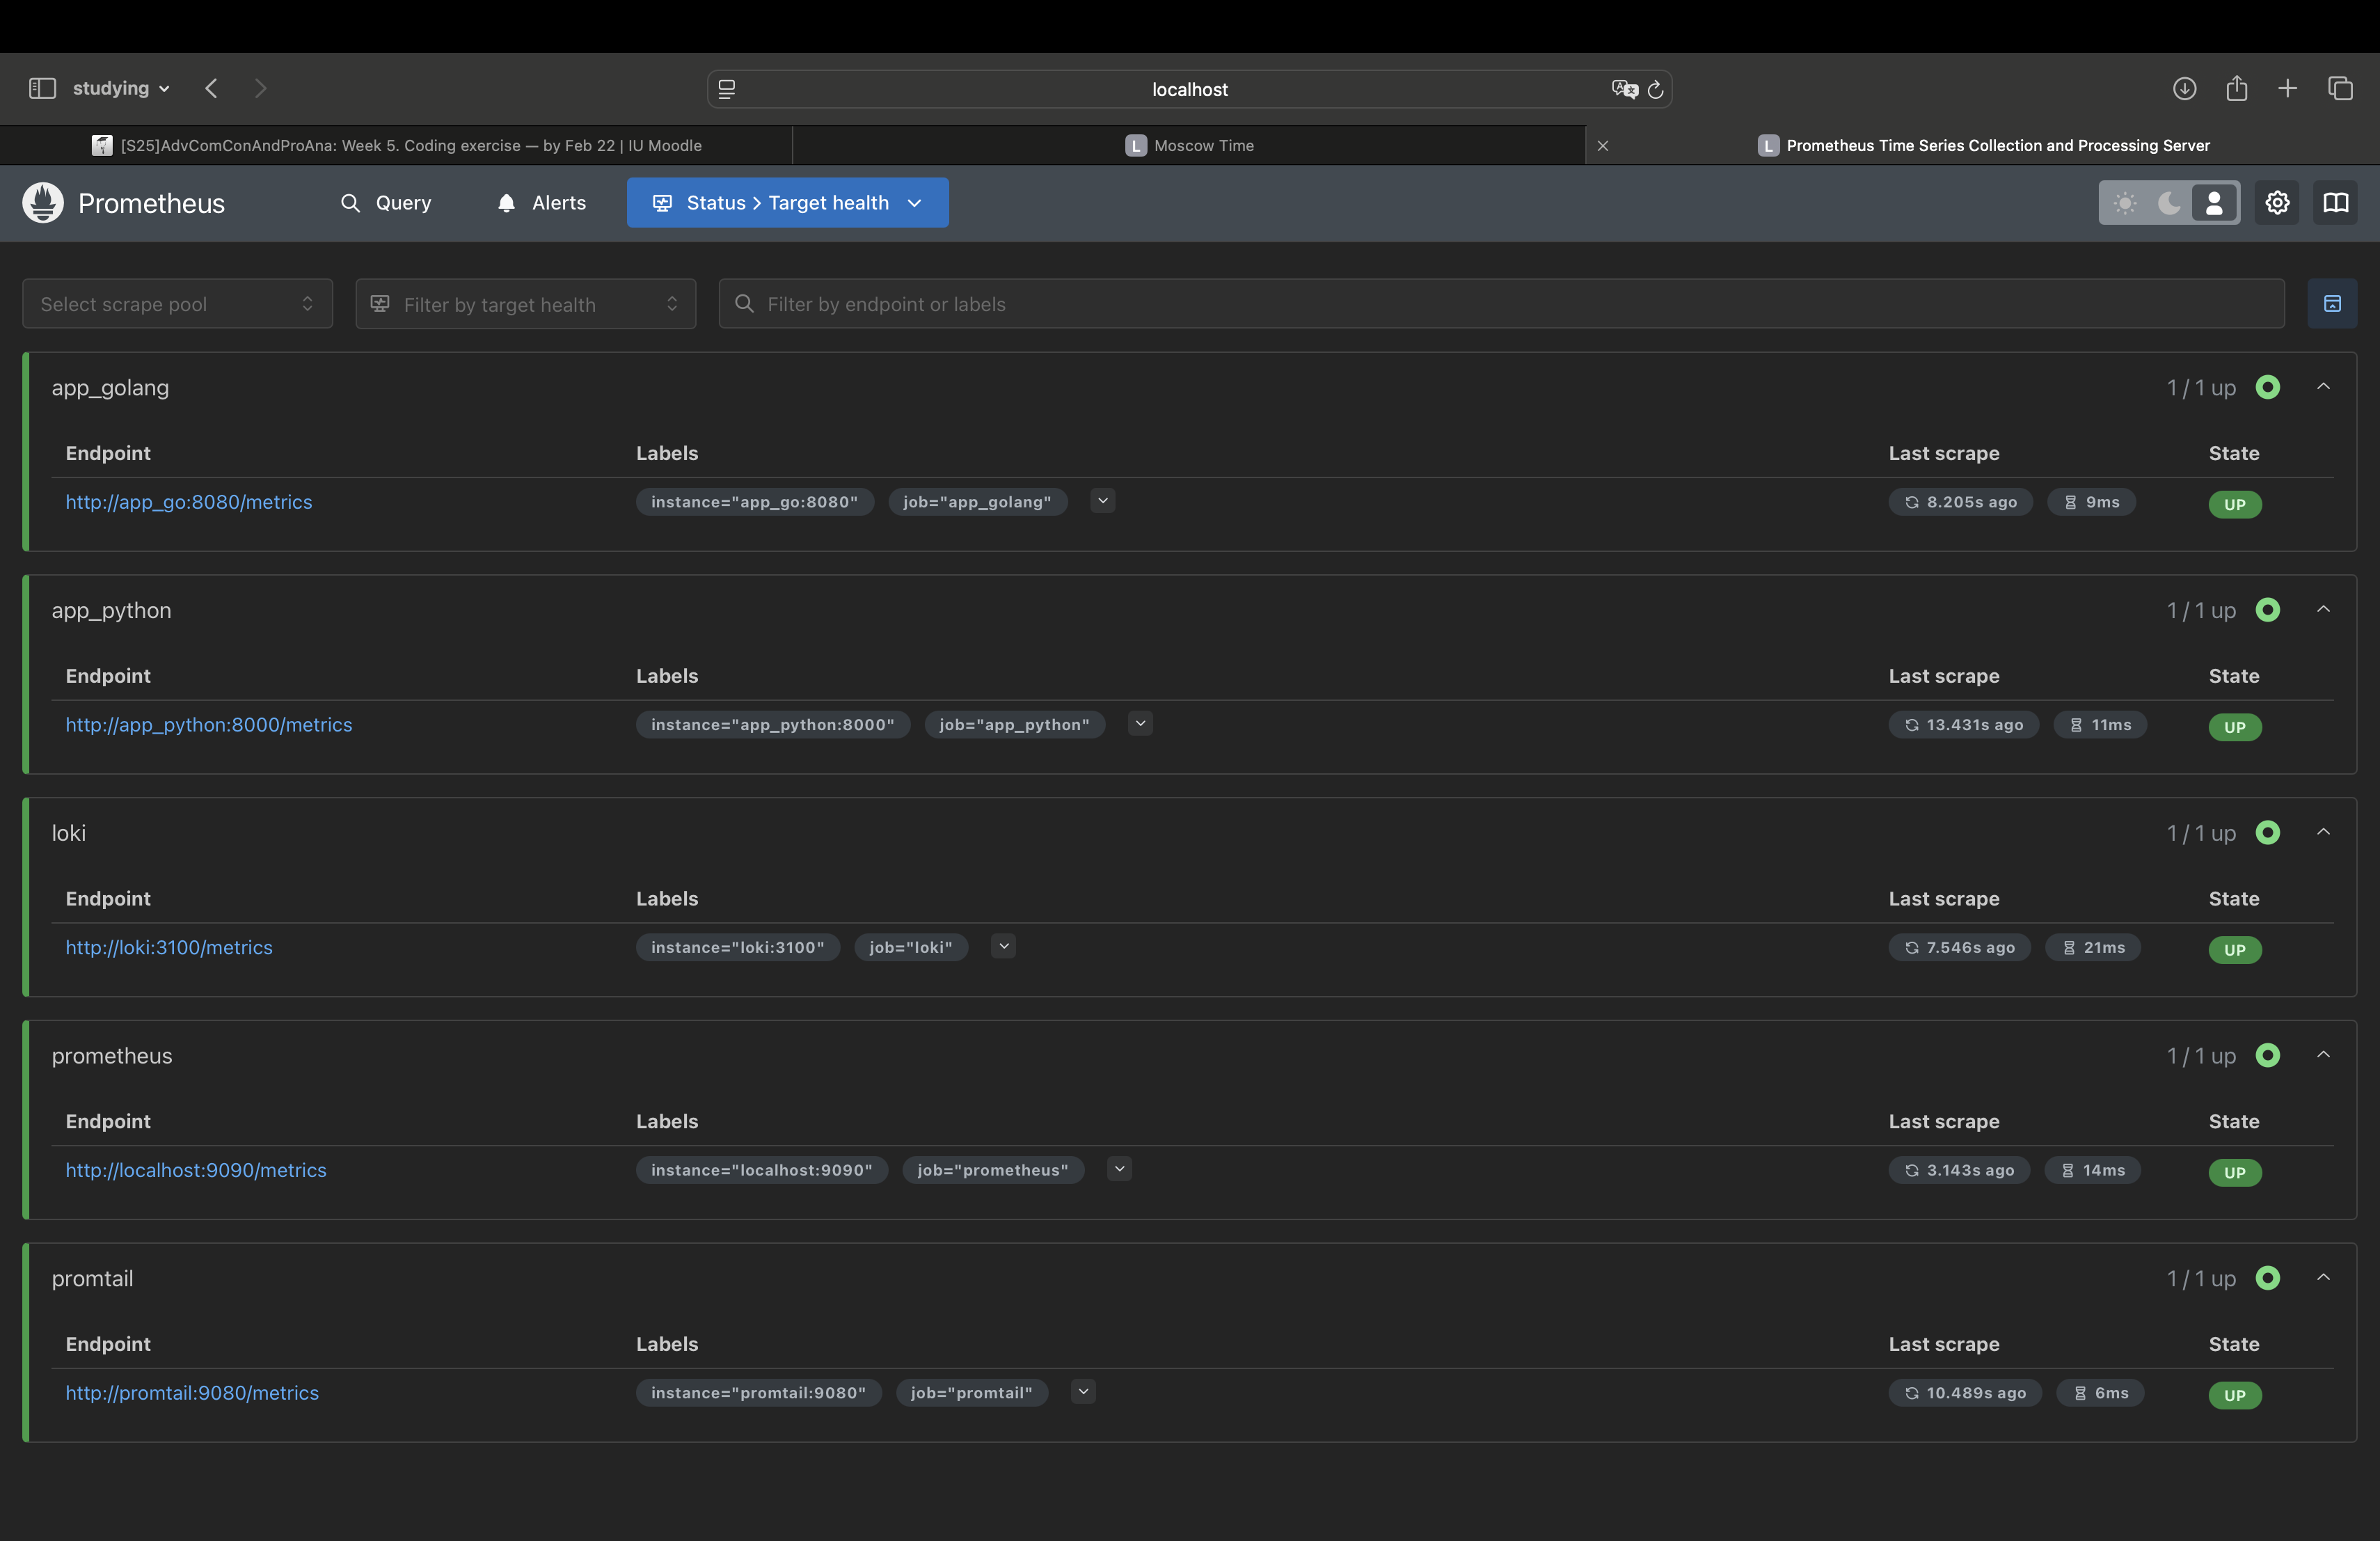 studying
localhost
[S25]AdvComConAndProAna: Week 5. Coding exercise — by Feb 22 | IU Moodle
L Moscow Time
L Prometheus Time Series Collection and Processing Server
Prometheus Query Alerts Status > Target health
Select scrape pool Filter by target health Filter by endpoint or labels
app_golang 1 / 1 up
Endpoint Labels Last scrape State
http://app_go:8080/metrics instance="app_go:8080" job="app_golang" 8.205s ago 9ms UP
app_python 1 / 1 up
Endpoint Labels Last scrape State
http://app_python:8000/metrics instance="app_python:8000" job="app_python" 13.431s ago 11ms UP
loki 1 / 1 up
Endpoint Labels Last scrape State
http://loki:3100/metrics instance="loki:3100" job="loki" 7.546s ago 21ms UP
prometheus 1 / 1 up
Endpoint Labels Last scrape State
http://localhost:9090/metrics instance="localhost:9090" job="prometheus" 3.143s ago 14ms UP
promtail 1 / 1 up
Endpoint Labels Last scrape State
http://promtail:9080/metrics instance="promtail:9080" job="promtail" 10.489s ago 6ms UP